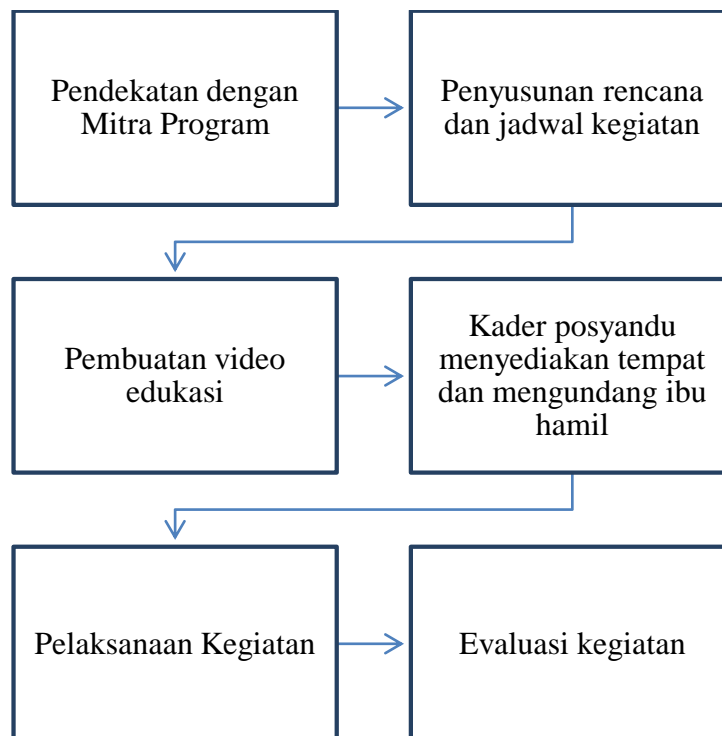 Pendekatan dengan
Mitra Program
Penyusunan rencana
dan jadwal kegiatan
Pembuatan video
edukasi
Kader posyandu
menyediakan tempat
dan mengundang ibu
hamil
Pelaksanaan Kegiatan
Evaluasi kegiatan